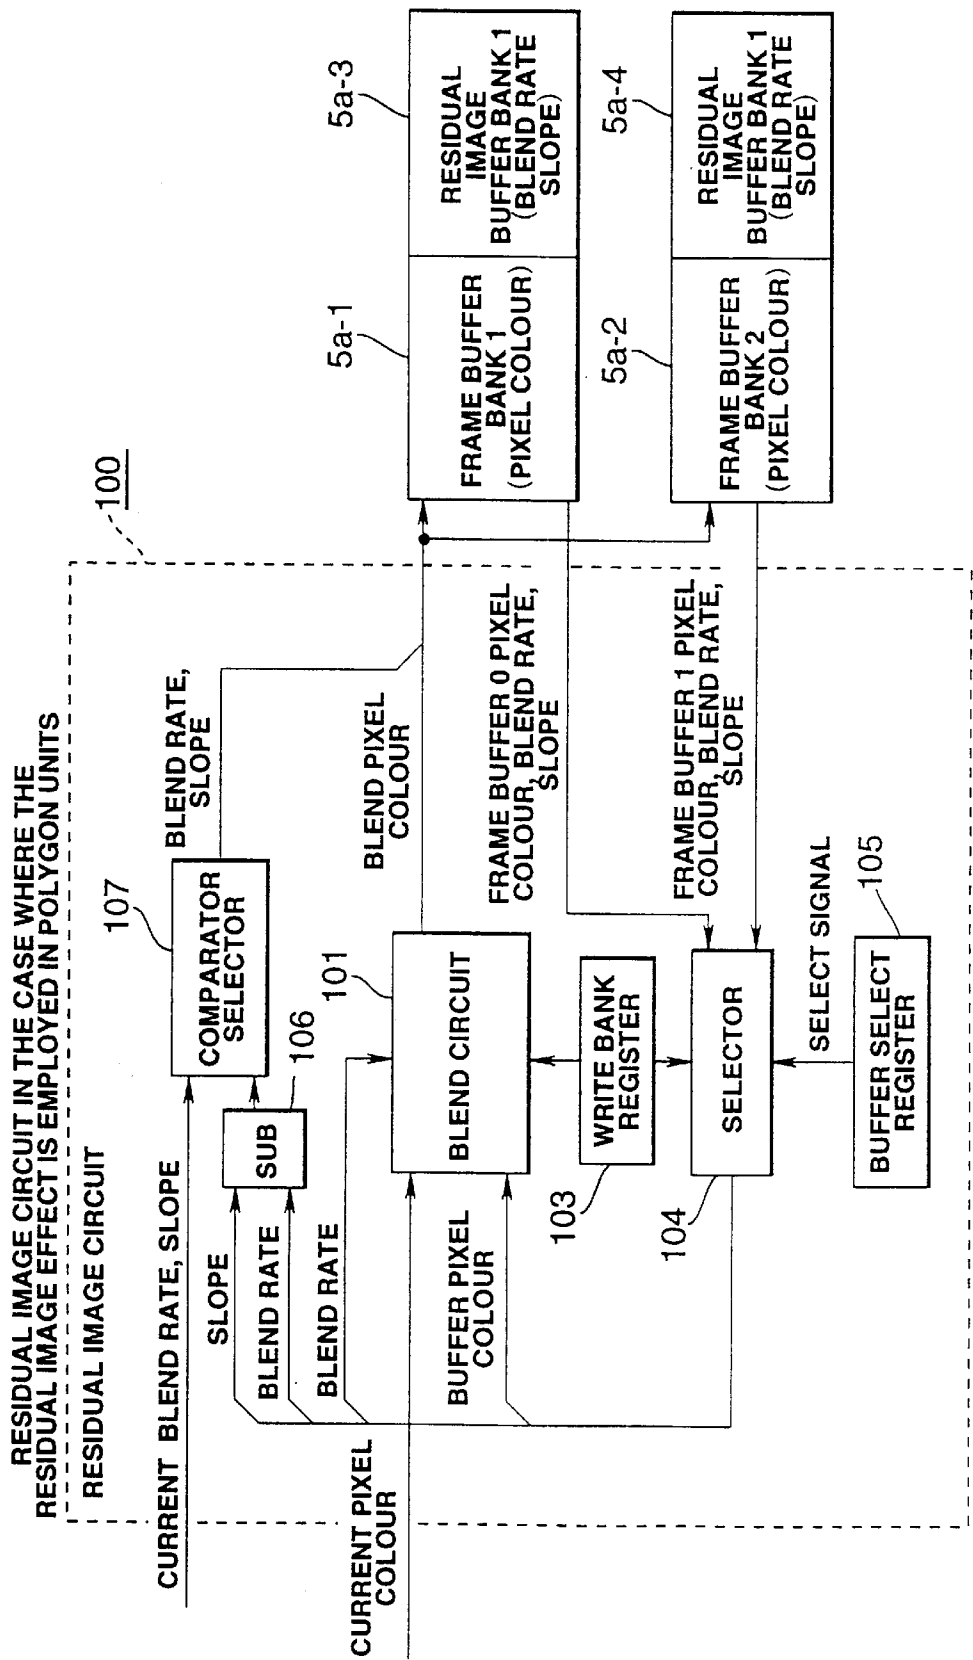 RESIDUAL IMAGE CIRCUIT IN THE CASE WHERE THE
RESIDUAL IMAGE EFFECT IS EMPLOYED IN POLYGON UNITS
RESIDUAL IMAGE CIRCUIT
100
CURRENT BLEND RATE, SLOPE
107
COMPARATOR
SELECTOR
BLEND RATE,
SLOPE
SLOPE
BLEND RATE
SUB
106
BLEND RATE
CURRENT PIXEL
COLOUR
101
BLEND CIRCUIT
BLEND PIXEL
COLOUR
BUFFER PIXEL
COLOUR
5a-1
FRAME BUFFER
BANK 1
(PIXEL COLOUR)
5a-3
RESIDUAL
IMAGE
BUFFER BANK 1
(BLEND RATE
SLOPE)
FRAME BUFFER 0 PIXEL
COLOUR, BLEND RATE,
SLOPE
103
WRITE BANK
REGISTER
5a-2
FRAME BUFFER
BANK 2
(PIXEL COLOUR)
5a-4
RESIDUAL
IMAGE
BUFFER BANK 1
(BLEND RATE
SLOPE)
FRAME BUFFER 1 PIXEL
COLOUR, BLEND RATE,
SLOPE
104
SELECTOR
SELECT SIGNAL
105
BUFFER SELECT
REGISTER